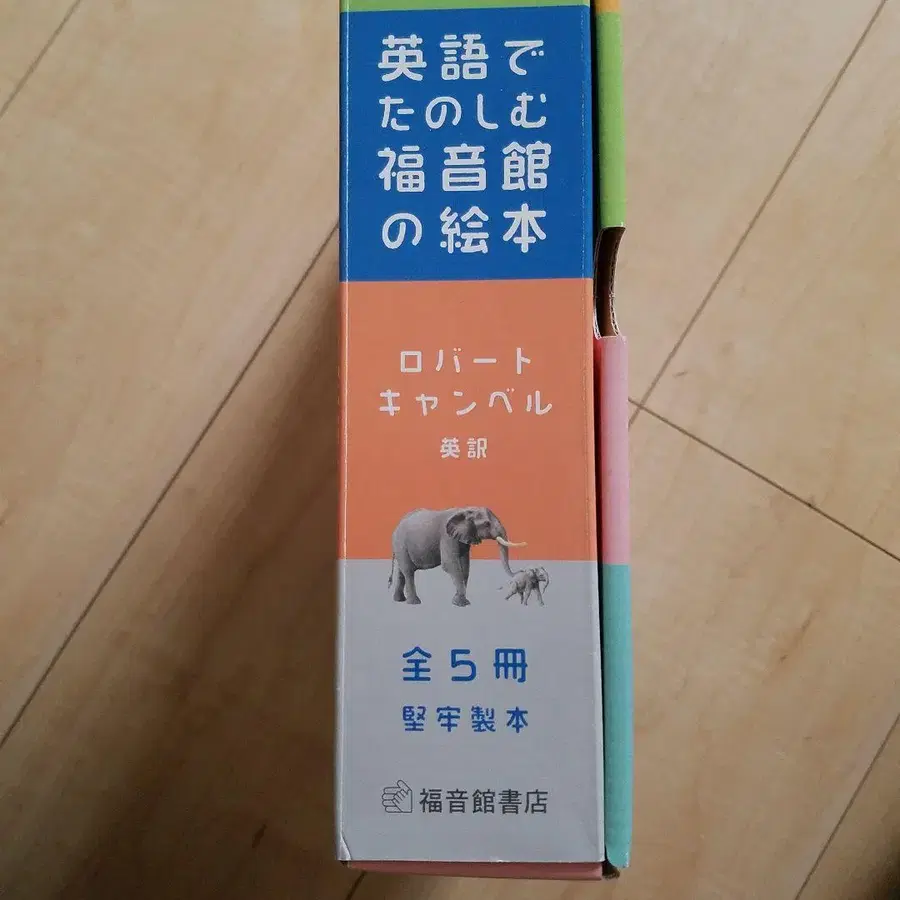 英語で
たのしむ
福音館
の絵本
ロバート
キャンベル
英訳
全5冊
堅牢製本
福音館書店